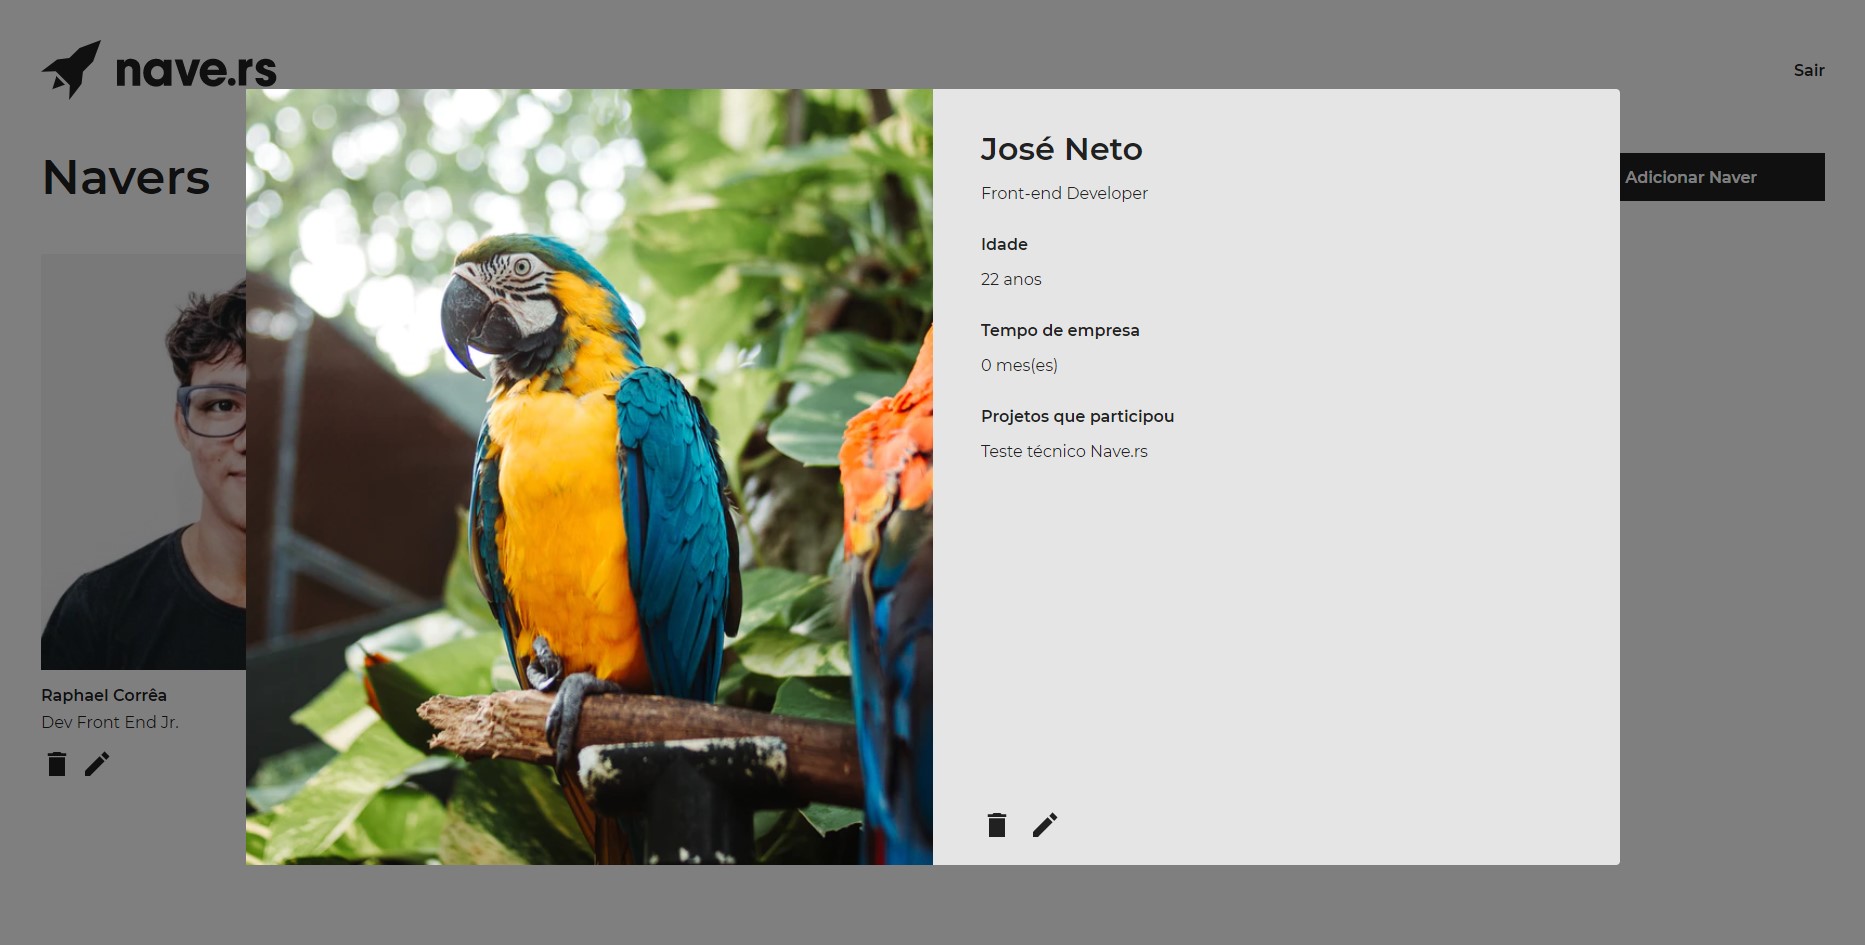 nave.rs
Sair
Navers
Adicionar Naver
José Neto
Front-end Developer
Idade
22 anos
Tempo de empresa
0 mes(es)
Projetos que participou
Teste técnico Nave.rs
Raphael Corrêa
Dev Front End Jr.